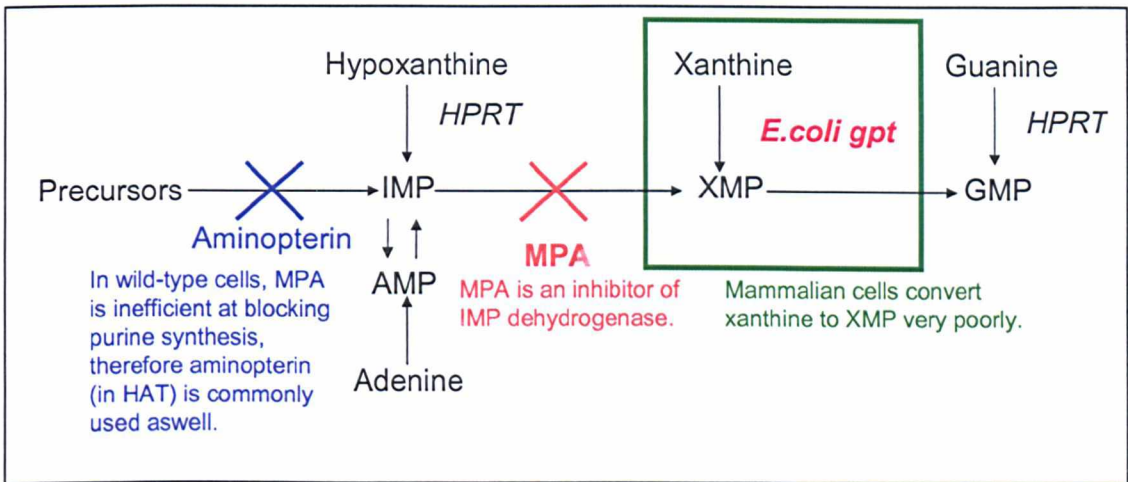 Hypoxanthine
Xanthine
Guanine
HPRT
E.coli gpt
HPRT
Precursors
IMP
XMP
GMP
Aminopterin
MPA
In wild-type cells, MPA
is inefficient at blocking
purine synthesis,
therefore aminopterin
(in HAT) is commonly
used aswell.
AMP
MPA is an inhibitor of
IMP dehydrogenase.
Mammalian cells convert
xanthine to XMP very poorly.
Adenine